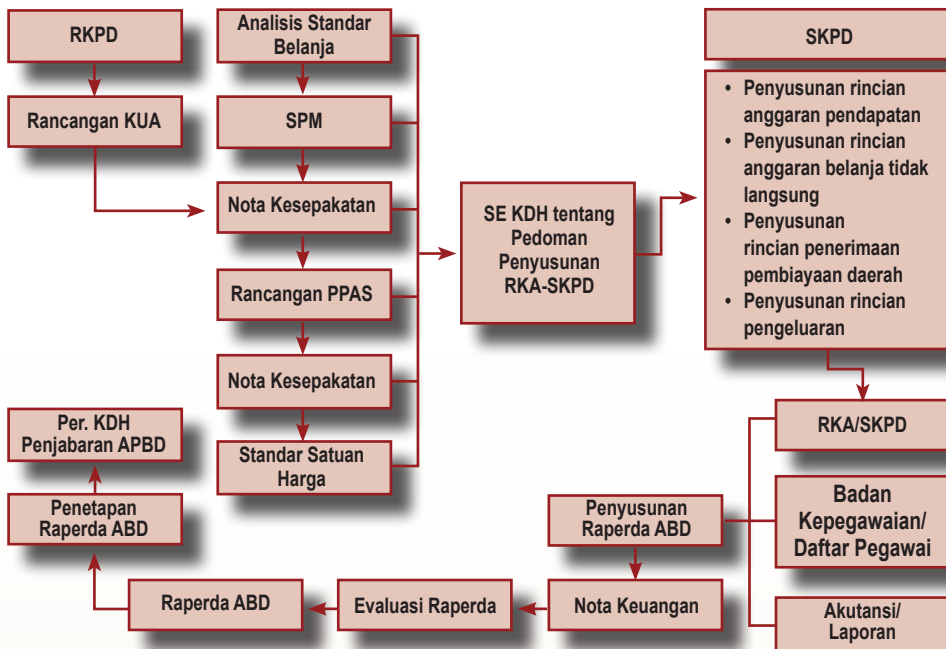 RKPD
Rancangan KUA
Analisis Standar
Belanja
SPM
Nota Kesepakatan
Rancangan PPAS
Nota Kesepakatan
Standar Satuan
Harga
SE KDH tentang
Pedoman
Penyusunan
RKA-SKPD
SKPD
• Penyusunan rincian
anggaran pendapatan
• Penyusunan rincian
anggaran belanja tidak
langsung
• Penyusunan
rincian penerimaan
pembiayaan daerah
• Penyusunan rincian
pengeluaran
RKA/SKPD
Badan
Kepegawaian/
Daftar Pegawai
Akutansi/
Laporan
Penyusunan
Raperda ABD
Nota Keuangan
Evaluasi Raperda
Raperda ABD
Penetapan
Raperda ABD
Per. KDH
Penjabaran APBD